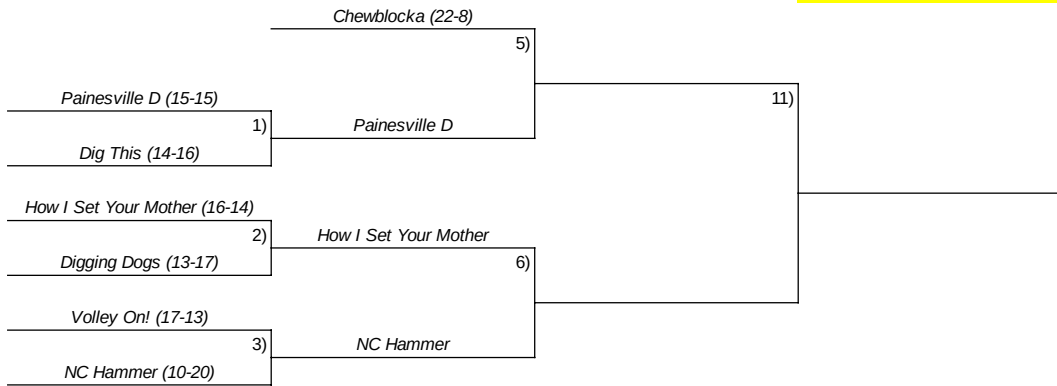 Chewblocka (22-8)
5)
Painesville D (15-15)
11)
1)
Painesville D
Dig This (14-16)
How I Set Your Mother (16-14)
2)
How I Set Your Mother
Digging Dogs (13-17)
6)
Volley On! (17-13)
3)
NC Hammer
NC Hammer (10-20)